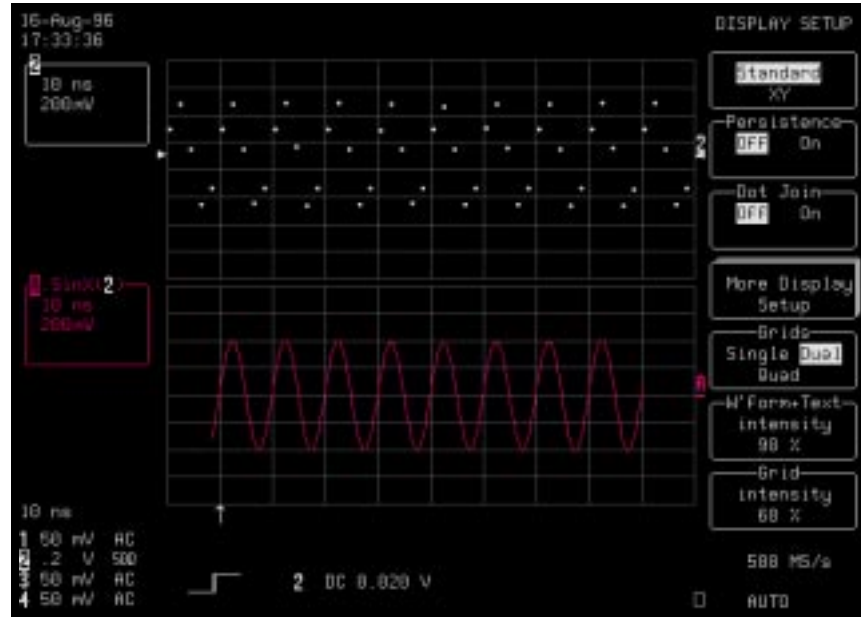 16-Aug-96
17:33:36
DISPLAY SETUP
2
10 ns
200mV
Standard
XY
Persistence
OFF On
2
Dot Join
OFF On
More Display
Setup
A:SinX(2)
10 ns
200mV
Grids
Single Dual
Quad
A
W'form+Text
intensity
90 %
Grid
intensity
60 %
10 ns
1 50 mV AC
2 .2 V 50Ω
3 50 mV AC
4 50 mV AC
2 DC 0.020 V
500 MS/s
AUTO